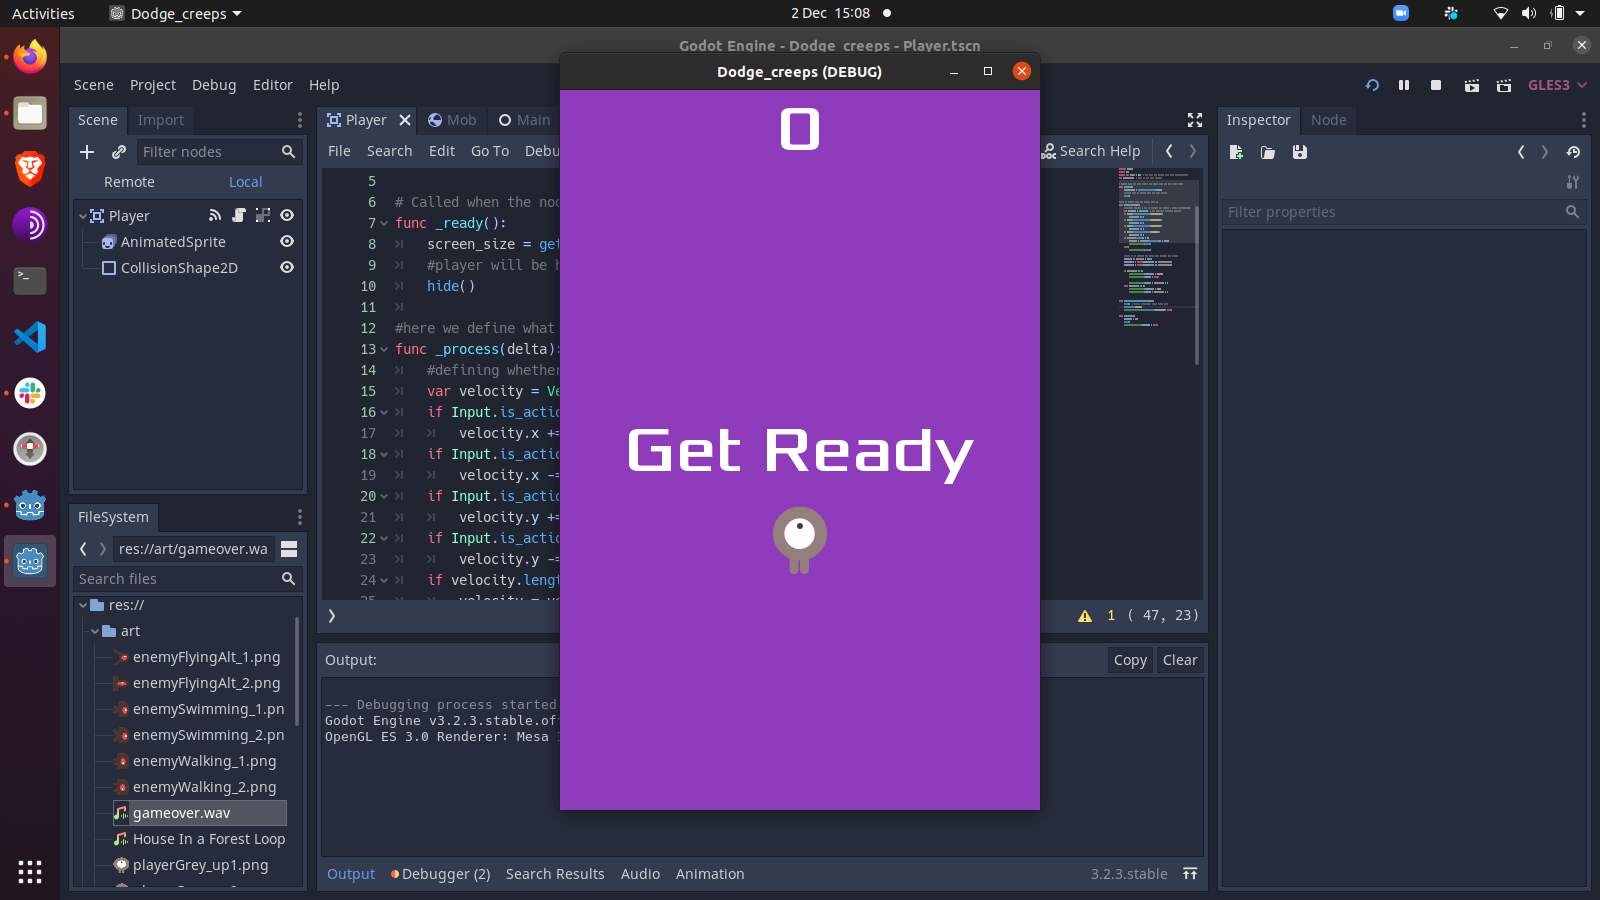 Activities
Dodge_creeps
2 Dec 15:08
Godot Engine - Dodge_creeps - Player.tscn
Dodge_creeps (DEBUG)
Scene Project Debug Editor Help
GLES3
Scene Import
Filter nodes
Remote Local
Player
AnimatedSprite
CollisionShape2D
FileSystem
res://art/gameover.wa
Search files
res://
art
enemyFlyingAlt_1.png
enemyFlyingAlt_2.png
enemySwimming_1.pn
enemySwimming_2.pn
enemyWalking_1.png
enemyWalking_2.png
gameover.wav
House In a Forest Loop
playerGrey_up1.png
Player Mob Main
File Search Edit Go To Debu
Search Help
5
6 # Called when the nod
7 func _ready():
8 screen_size = get
9 #player will be h
10 hide()
11
12 #here we define what
13 func _process(delta):
14 #defining whether
15 var velocity = Ve
16 if Input.is_actio
17 velocity.x +=
18 if Input.is_actio
19 velocity.x -=
20 if Input.is_actio
21 velocity.y +=
22 if Input.is_actio
23 velocity.y -=
24 if velocity.lengt
1 ( 47, 23)
Output:
Copy Clear
--- Debugging process started
Godot Engine v3.2.3.stable.of
OpenGL ES 3.0 Renderer: Mesa
Output Debugger (2) Search Results Audio Animation
3.2.3.stable
0
Get Ready
Inspector Node
Filter properties